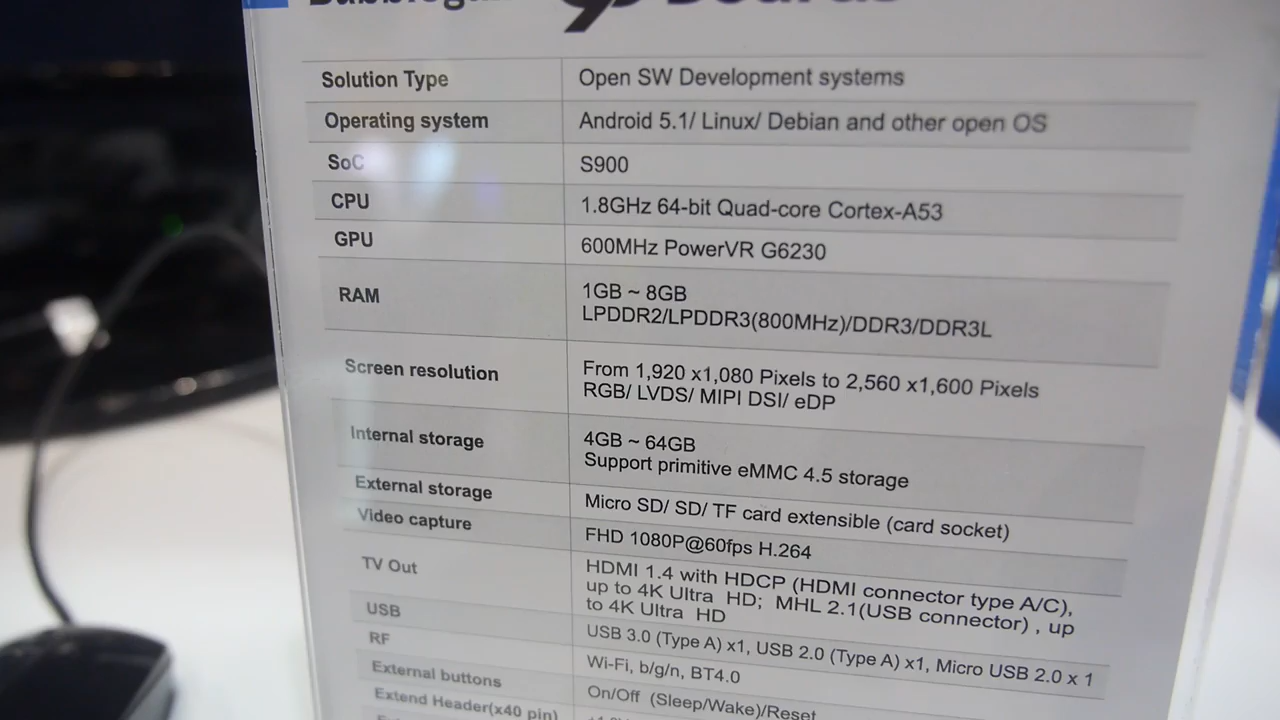 Solution Type Open SW Development systems
Operating system Android 5.1/ Linux/ Debian and other open OS
SoC S900
CPU 1.8GHz 64-bit Quad-core Cortex-A53
GPU 600MHz PowerVR G6230
RAM 1GB ~ 8GB
LPDDR2/LPDDR3(800MHz)/DDR3/DDR3L
Screen resolution From 1,920 x1,080 Pixels to 2,560 x1,600 Pixels
RGB/ LVDS/ MIPI DSI/ eDP
Internal storage 4GB ~ 64GB
Support primitive eMMC 4.5 storage
External storage Micro SD/ SD/ TF card extensible (card socket)
Video capture FHD 1080P@60fps H.264
TV Out HDMI 1.4 with HDCP (HDMI connector type A/C),
up to 4K Ultra HD; MHL 2.1(USB connector) , up
to 4K Ultra HD
USB USB 3.0 (Type A) x1, USB 2.0 (Type A) x1, Micro USB 2.0 x 1
RF Wi-Fi, b/g/n, BT4.0
External buttons On/Off (Sleep/Wake)/Reset
Extend Header(x40 pin)